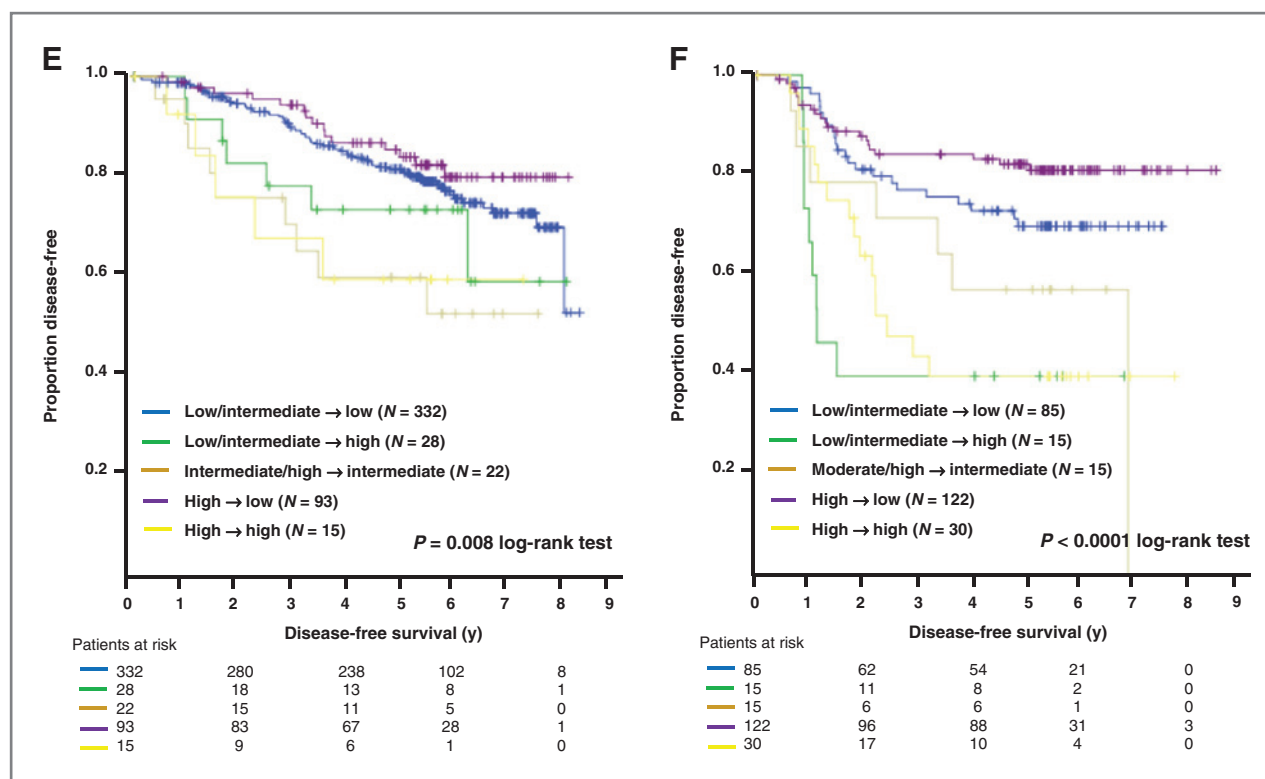 E
1.0
0.8
0.6
0.4
0.2
Proportion disease-free
Low/intermediate → low (N = 332)
Low/intermediate → high (N = 28)
Intermediate/high → intermediate (N = 22)
High → low (N = 93)
High → high (N = 15)
P = 0.008 log-rank test
0 1 2 3 4 5 6 7 8 9
Disease-free survival (y)
Patients at risk
332 280 238 102 8
28 18 13 8 1
22 15 11 5 0
93 83 67 28 1
15 9 6 1 0
F
1.0
0.8
0.6
0.4
0.2
Proportion disease-free
Low/intermediate → low (N = 85)
Low/intermediate → high (N = 15)
Moderate/high → intermediate (N = 15)
High → low (N = 122)
High → high (N = 30)
P < 0.0001 log-rank test
0 1 2 3 4 5 6 7 8 9
Disease-free survival (y)
Patients at risk
85 62 54 21 0
15 11 8 2 0
15 6 6 1 0
122 96 88 31 3
30 17 10 4 0